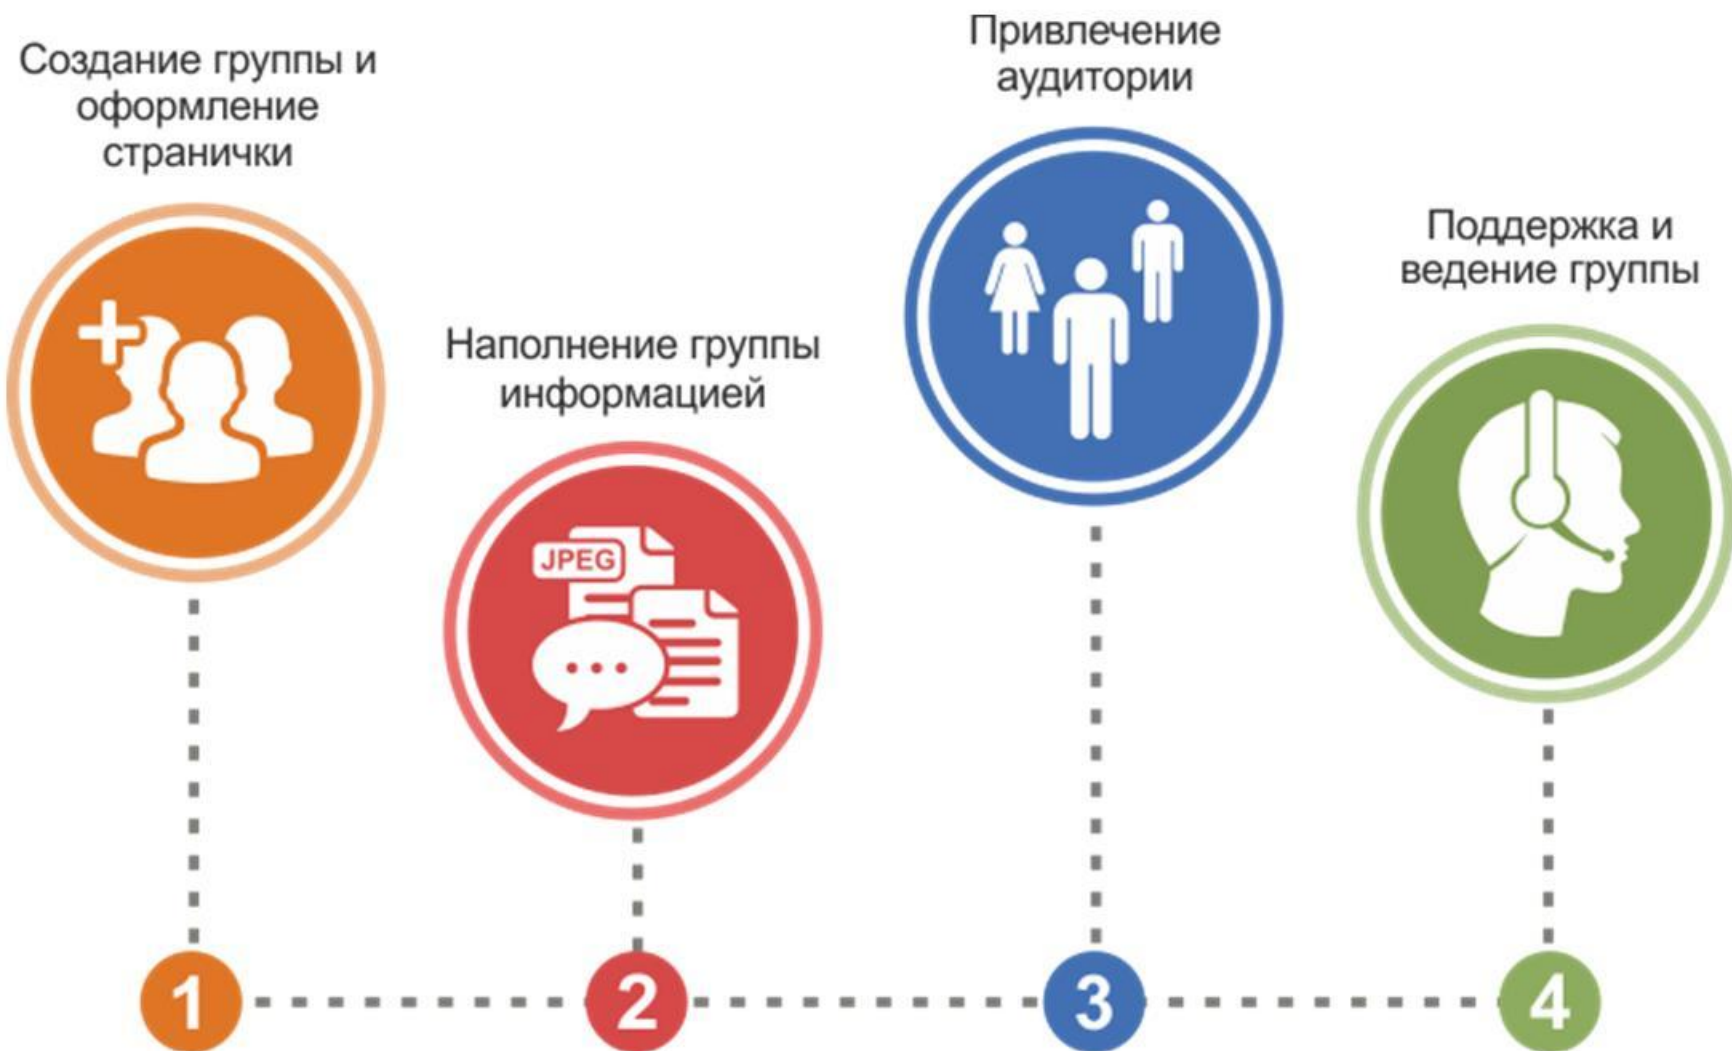 Создание группы и
оформление
странички
Наполнение группы
информацией
JPEG
Привлечение
аудитории
Поддержка и
ведение группы
1
2
3
4